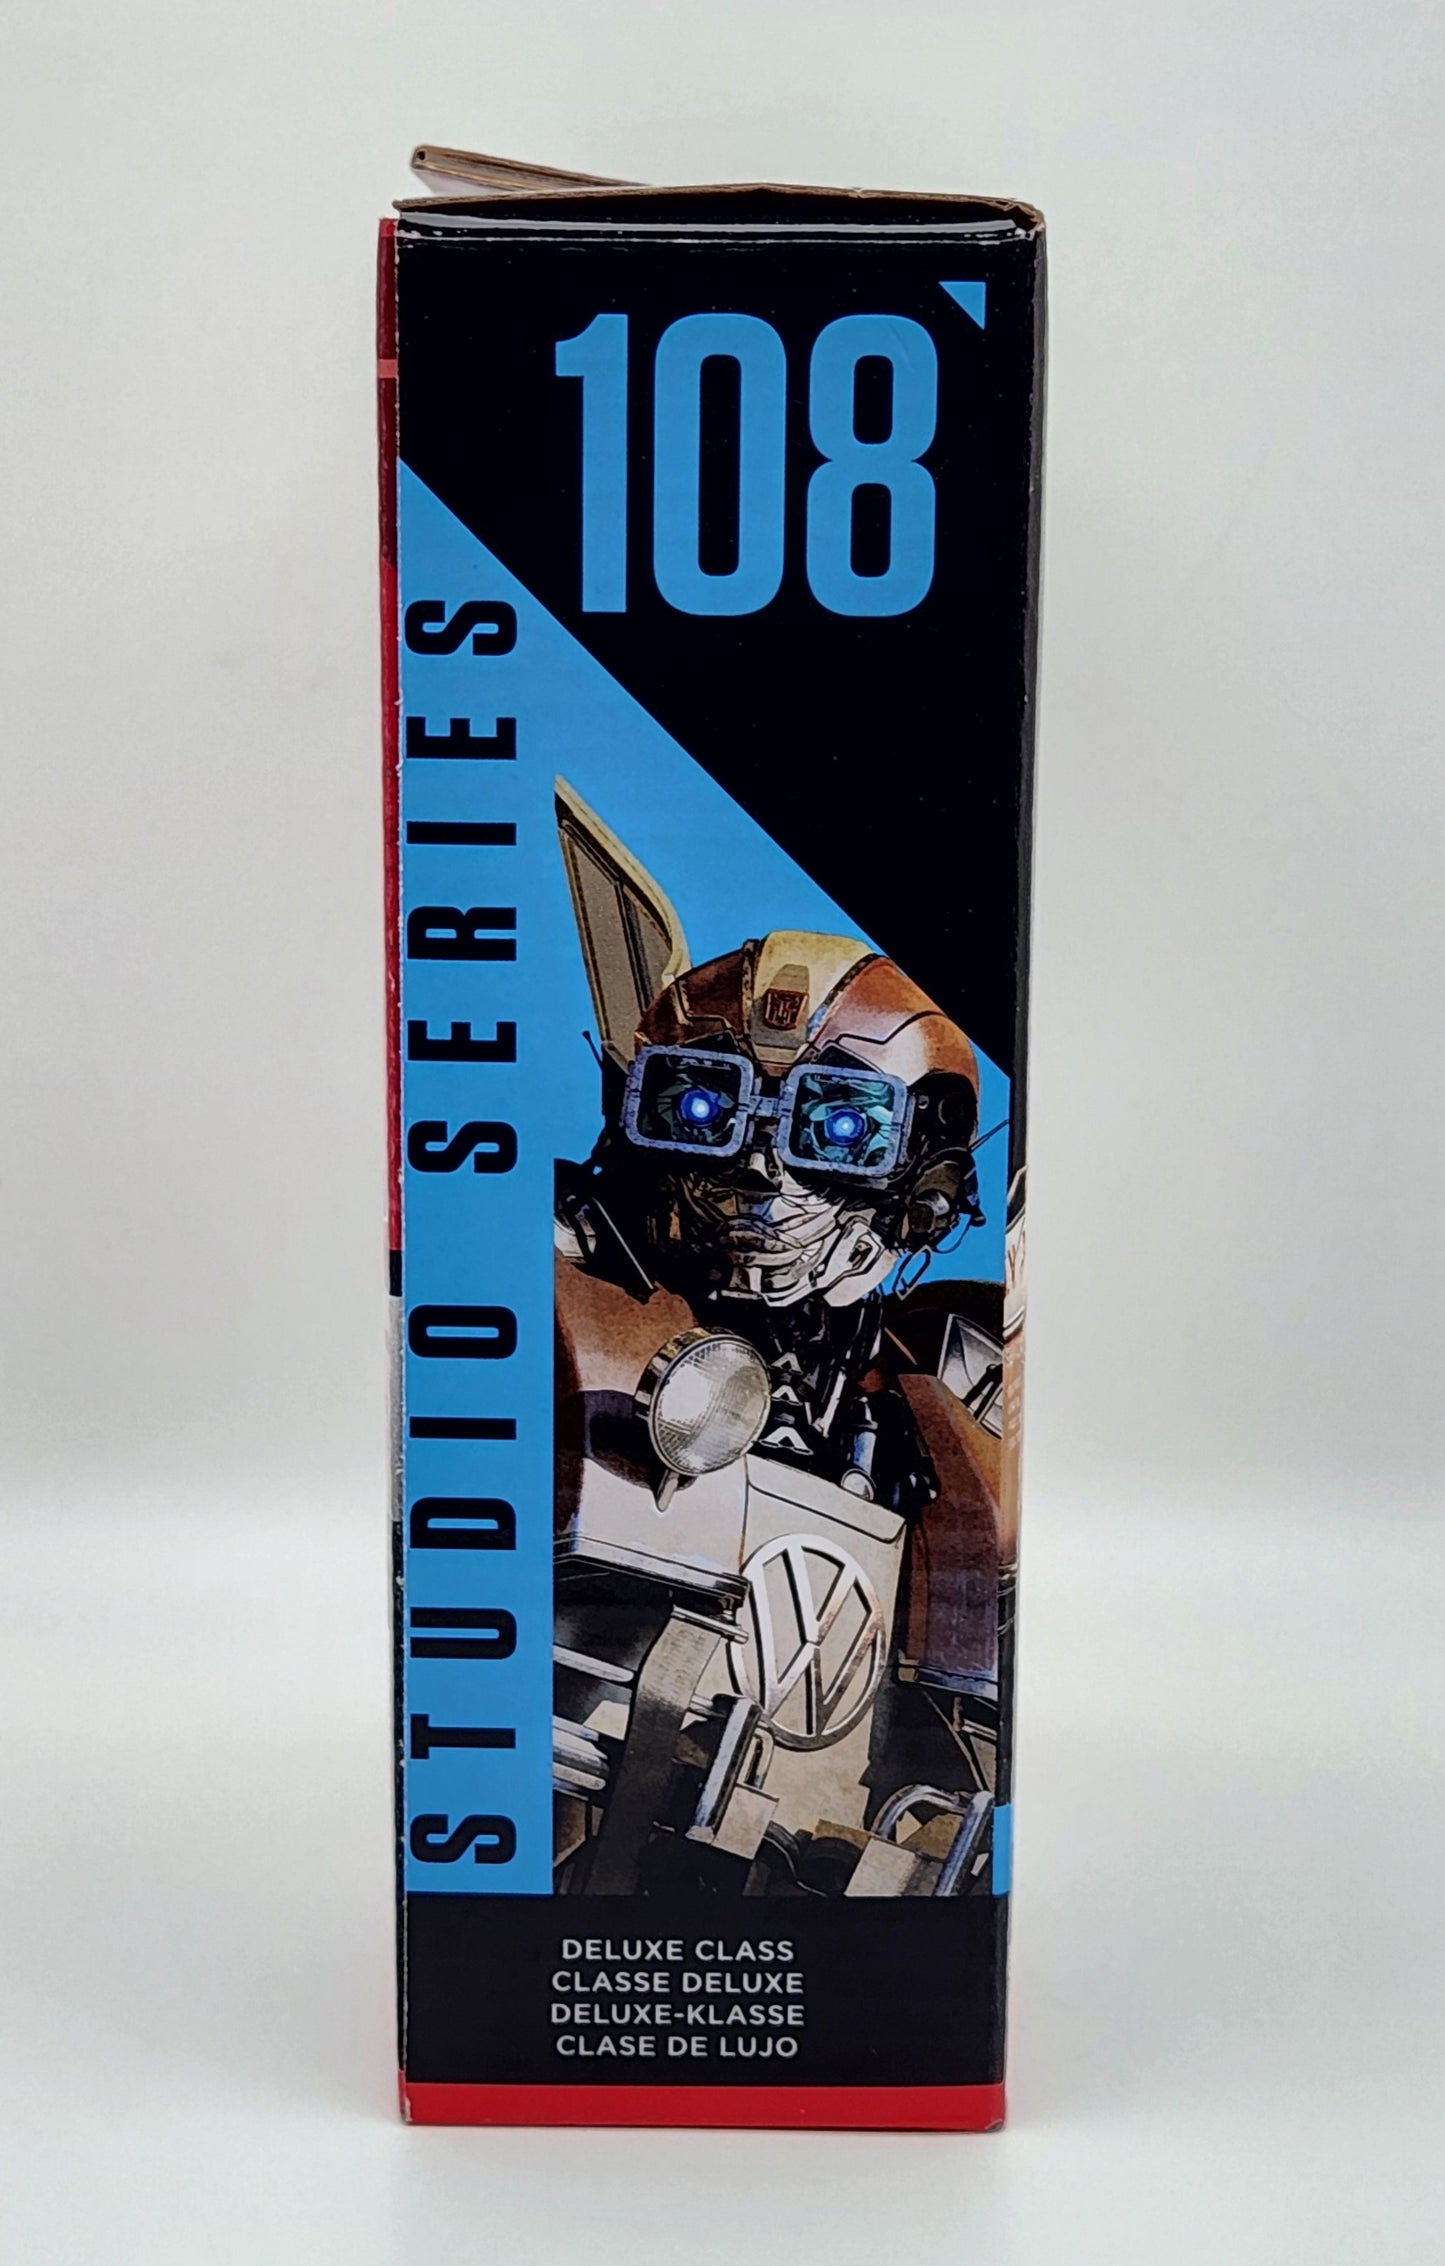 108
STUDIO SERIES
DELUXE CLASS
CLASSE DELUXE
DELUXE-KLASSE
CLASE DE LUJO